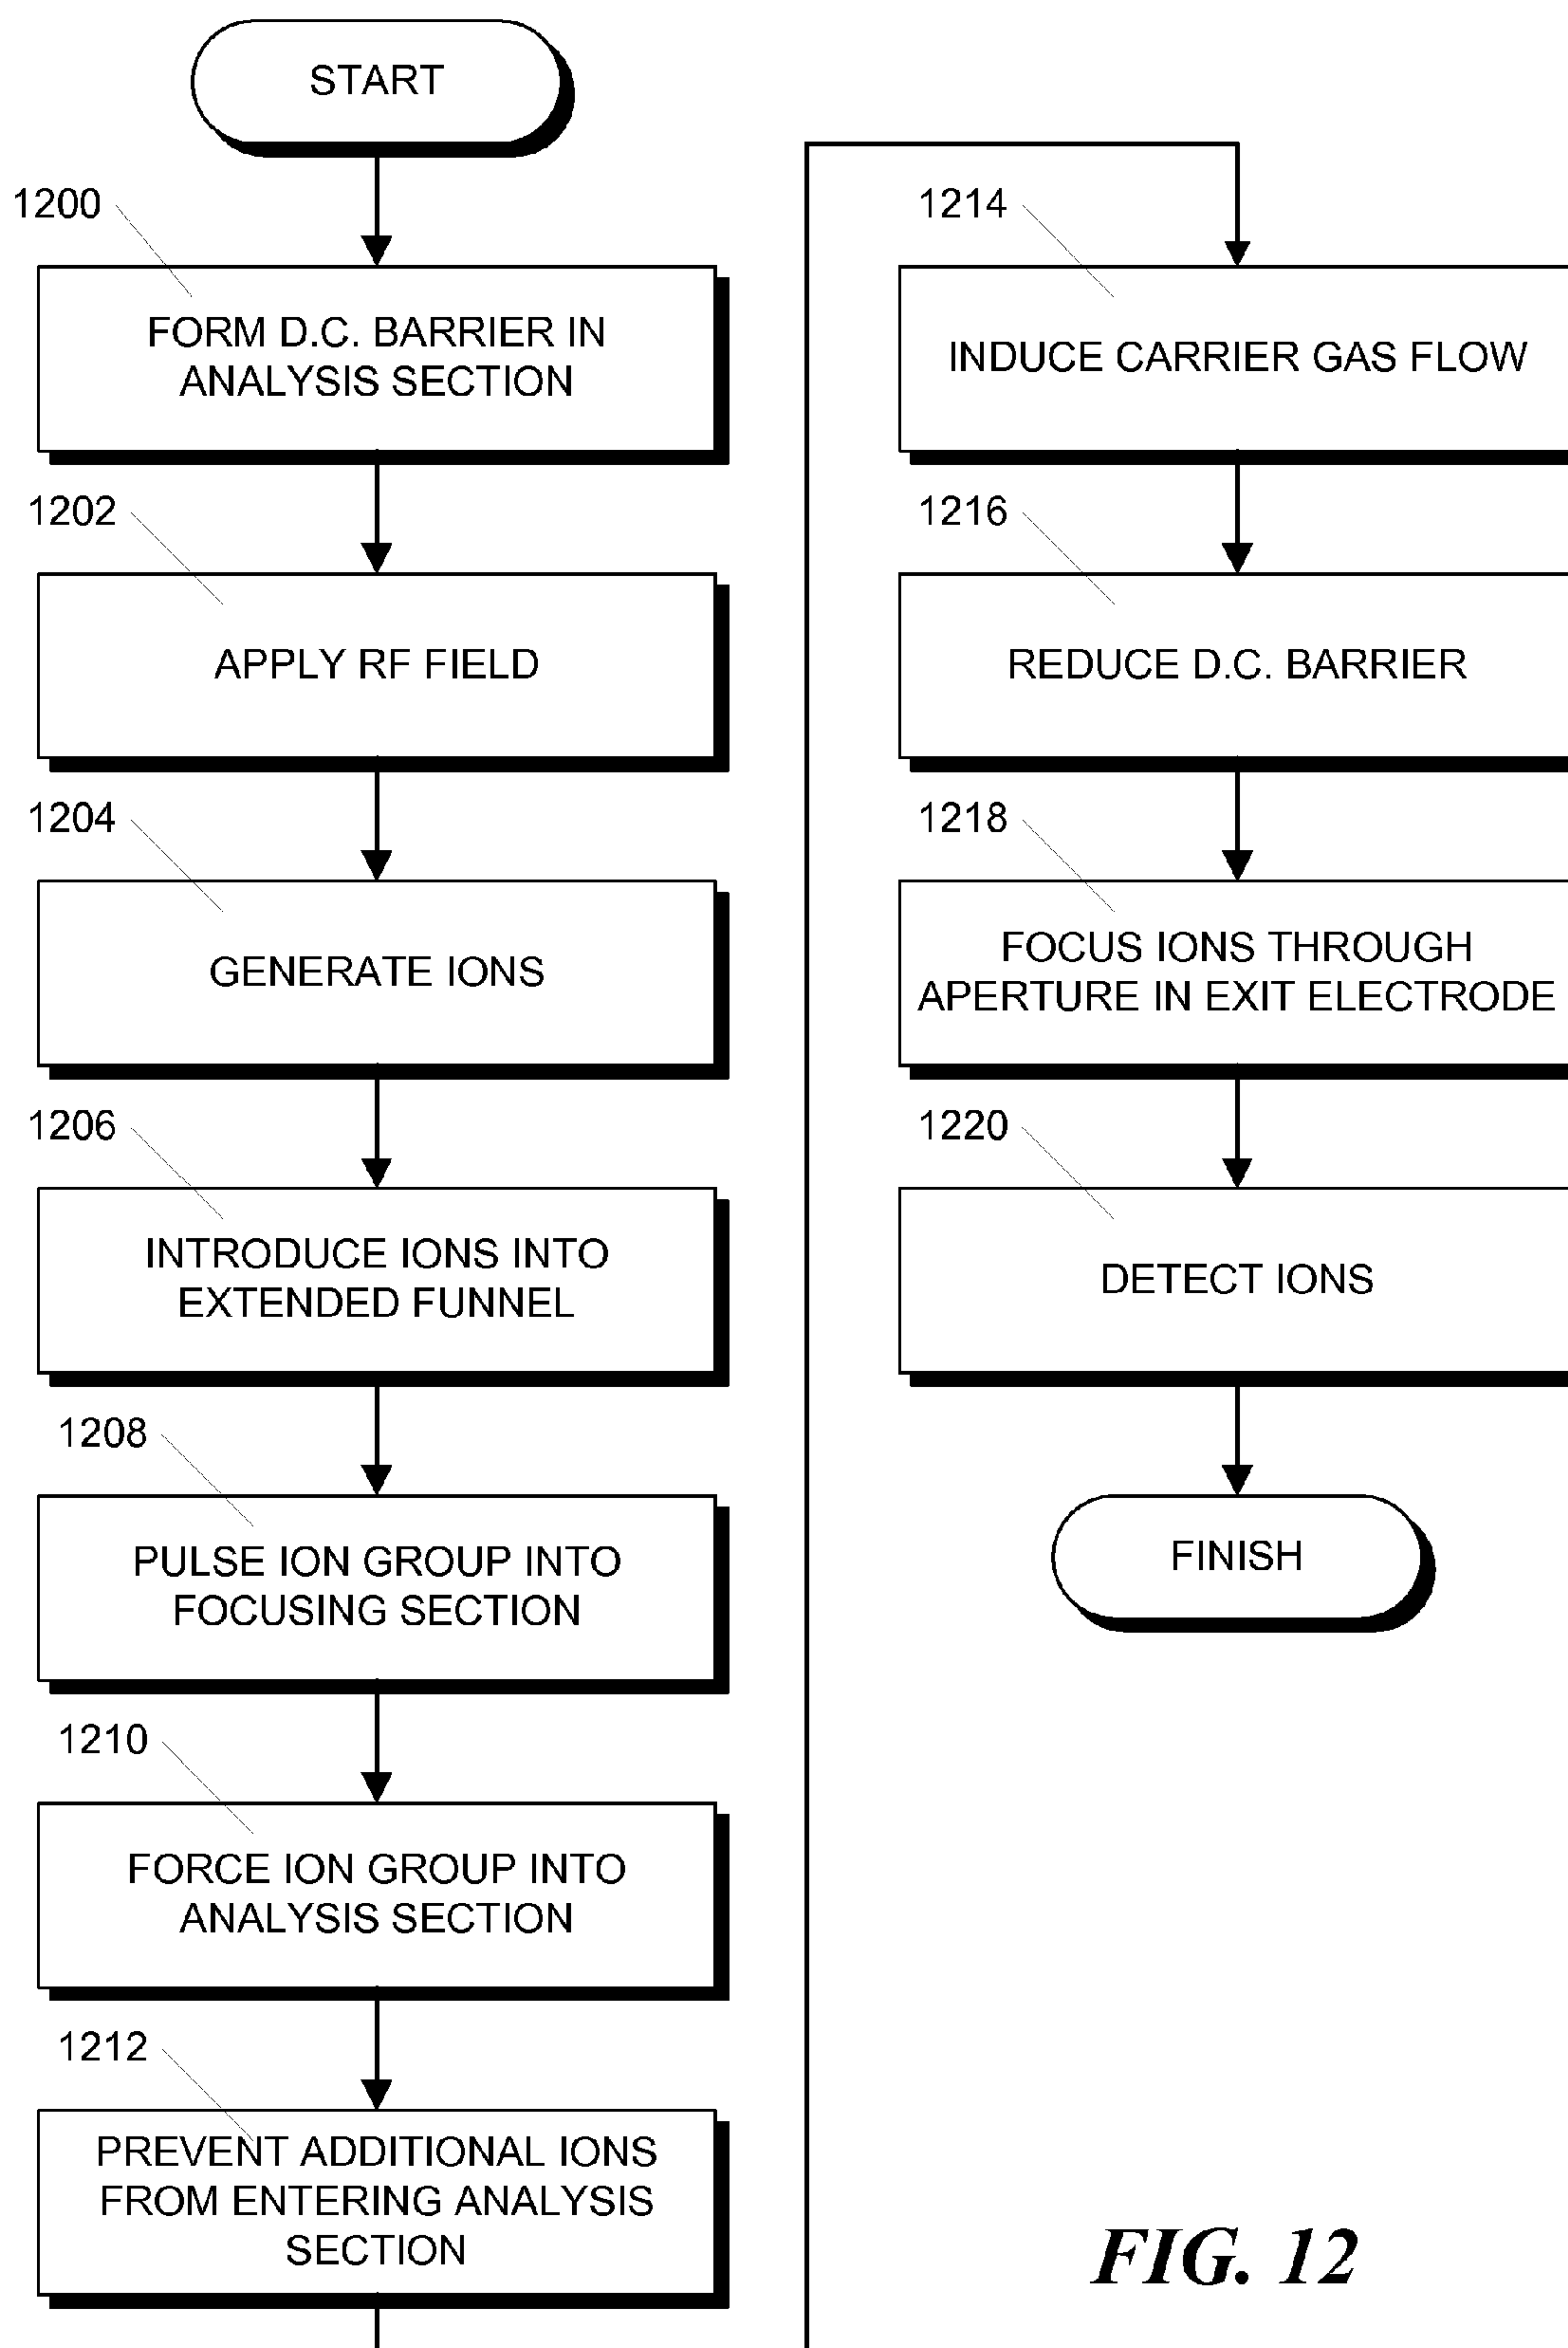 START
1200
FORM D.C. BARRIER IN
ANALYSIS SECTION
1202
APPLY RF FIELD
1204
GENERATE IONS
1206
INTRODUCE IONS INTO
EXTENDED FUNNEL
1208
PULSE ION GROUP INTO
FOCUSING SECTION
1210
FORCE ION GROUP INTO
ANALYSIS SECTION
1212
PREVENT ADDITIONAL IONS
FROM ENTERING ANALYSIS
SECTION
1214
INDUCE CARRIER GAS FLOW
1216
REDUCE D.C. BARRIER
1218
FOCUS IONS THROUGH
APERTURE IN EXIT ELECTRODE
1220
DETECT IONS
FINISH
FIG. 12